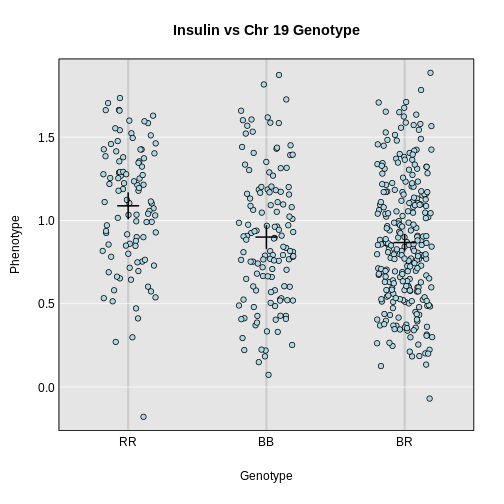 Insulin vs Chr 19 Genotype
Phenotype
1.5
1.0
0.5
0.0
RR BB BR
Genotype